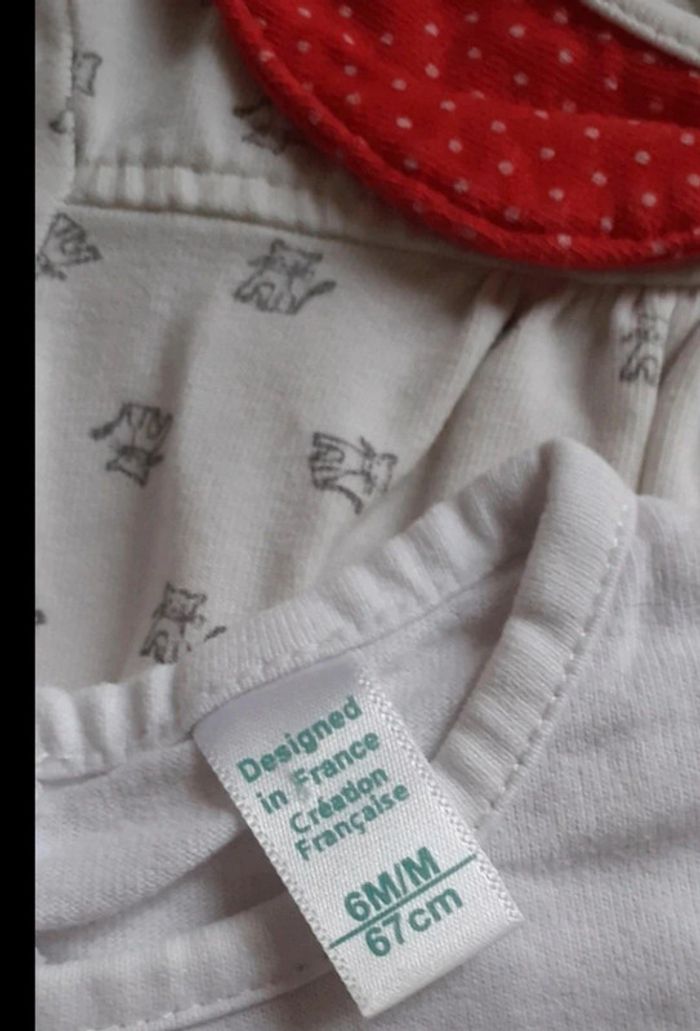 Designed
in France
Création
Française
6M/M
67cm